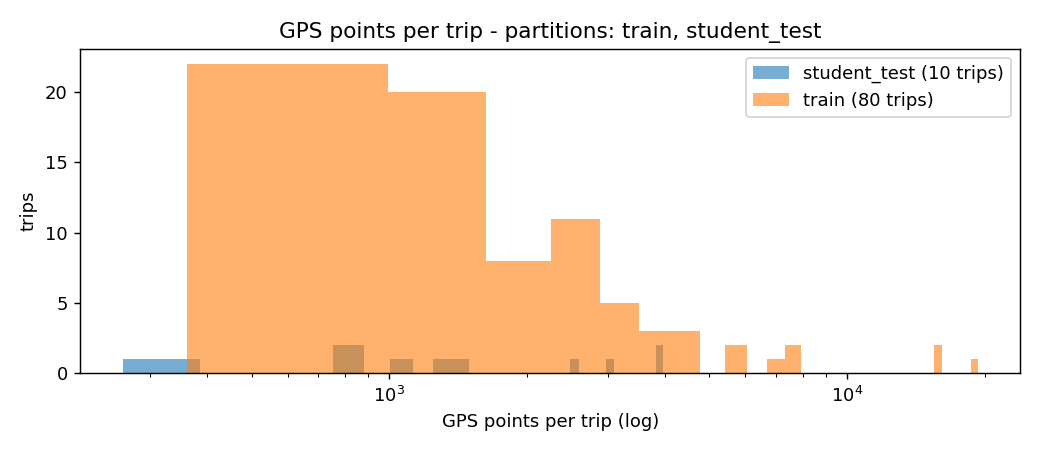 GPS points per trip - partitions: train, student_test
student_test (10 trips)
train (80 trips)
trips
20
15
10
5
0
10³
10⁴
GPS points per trip (log)